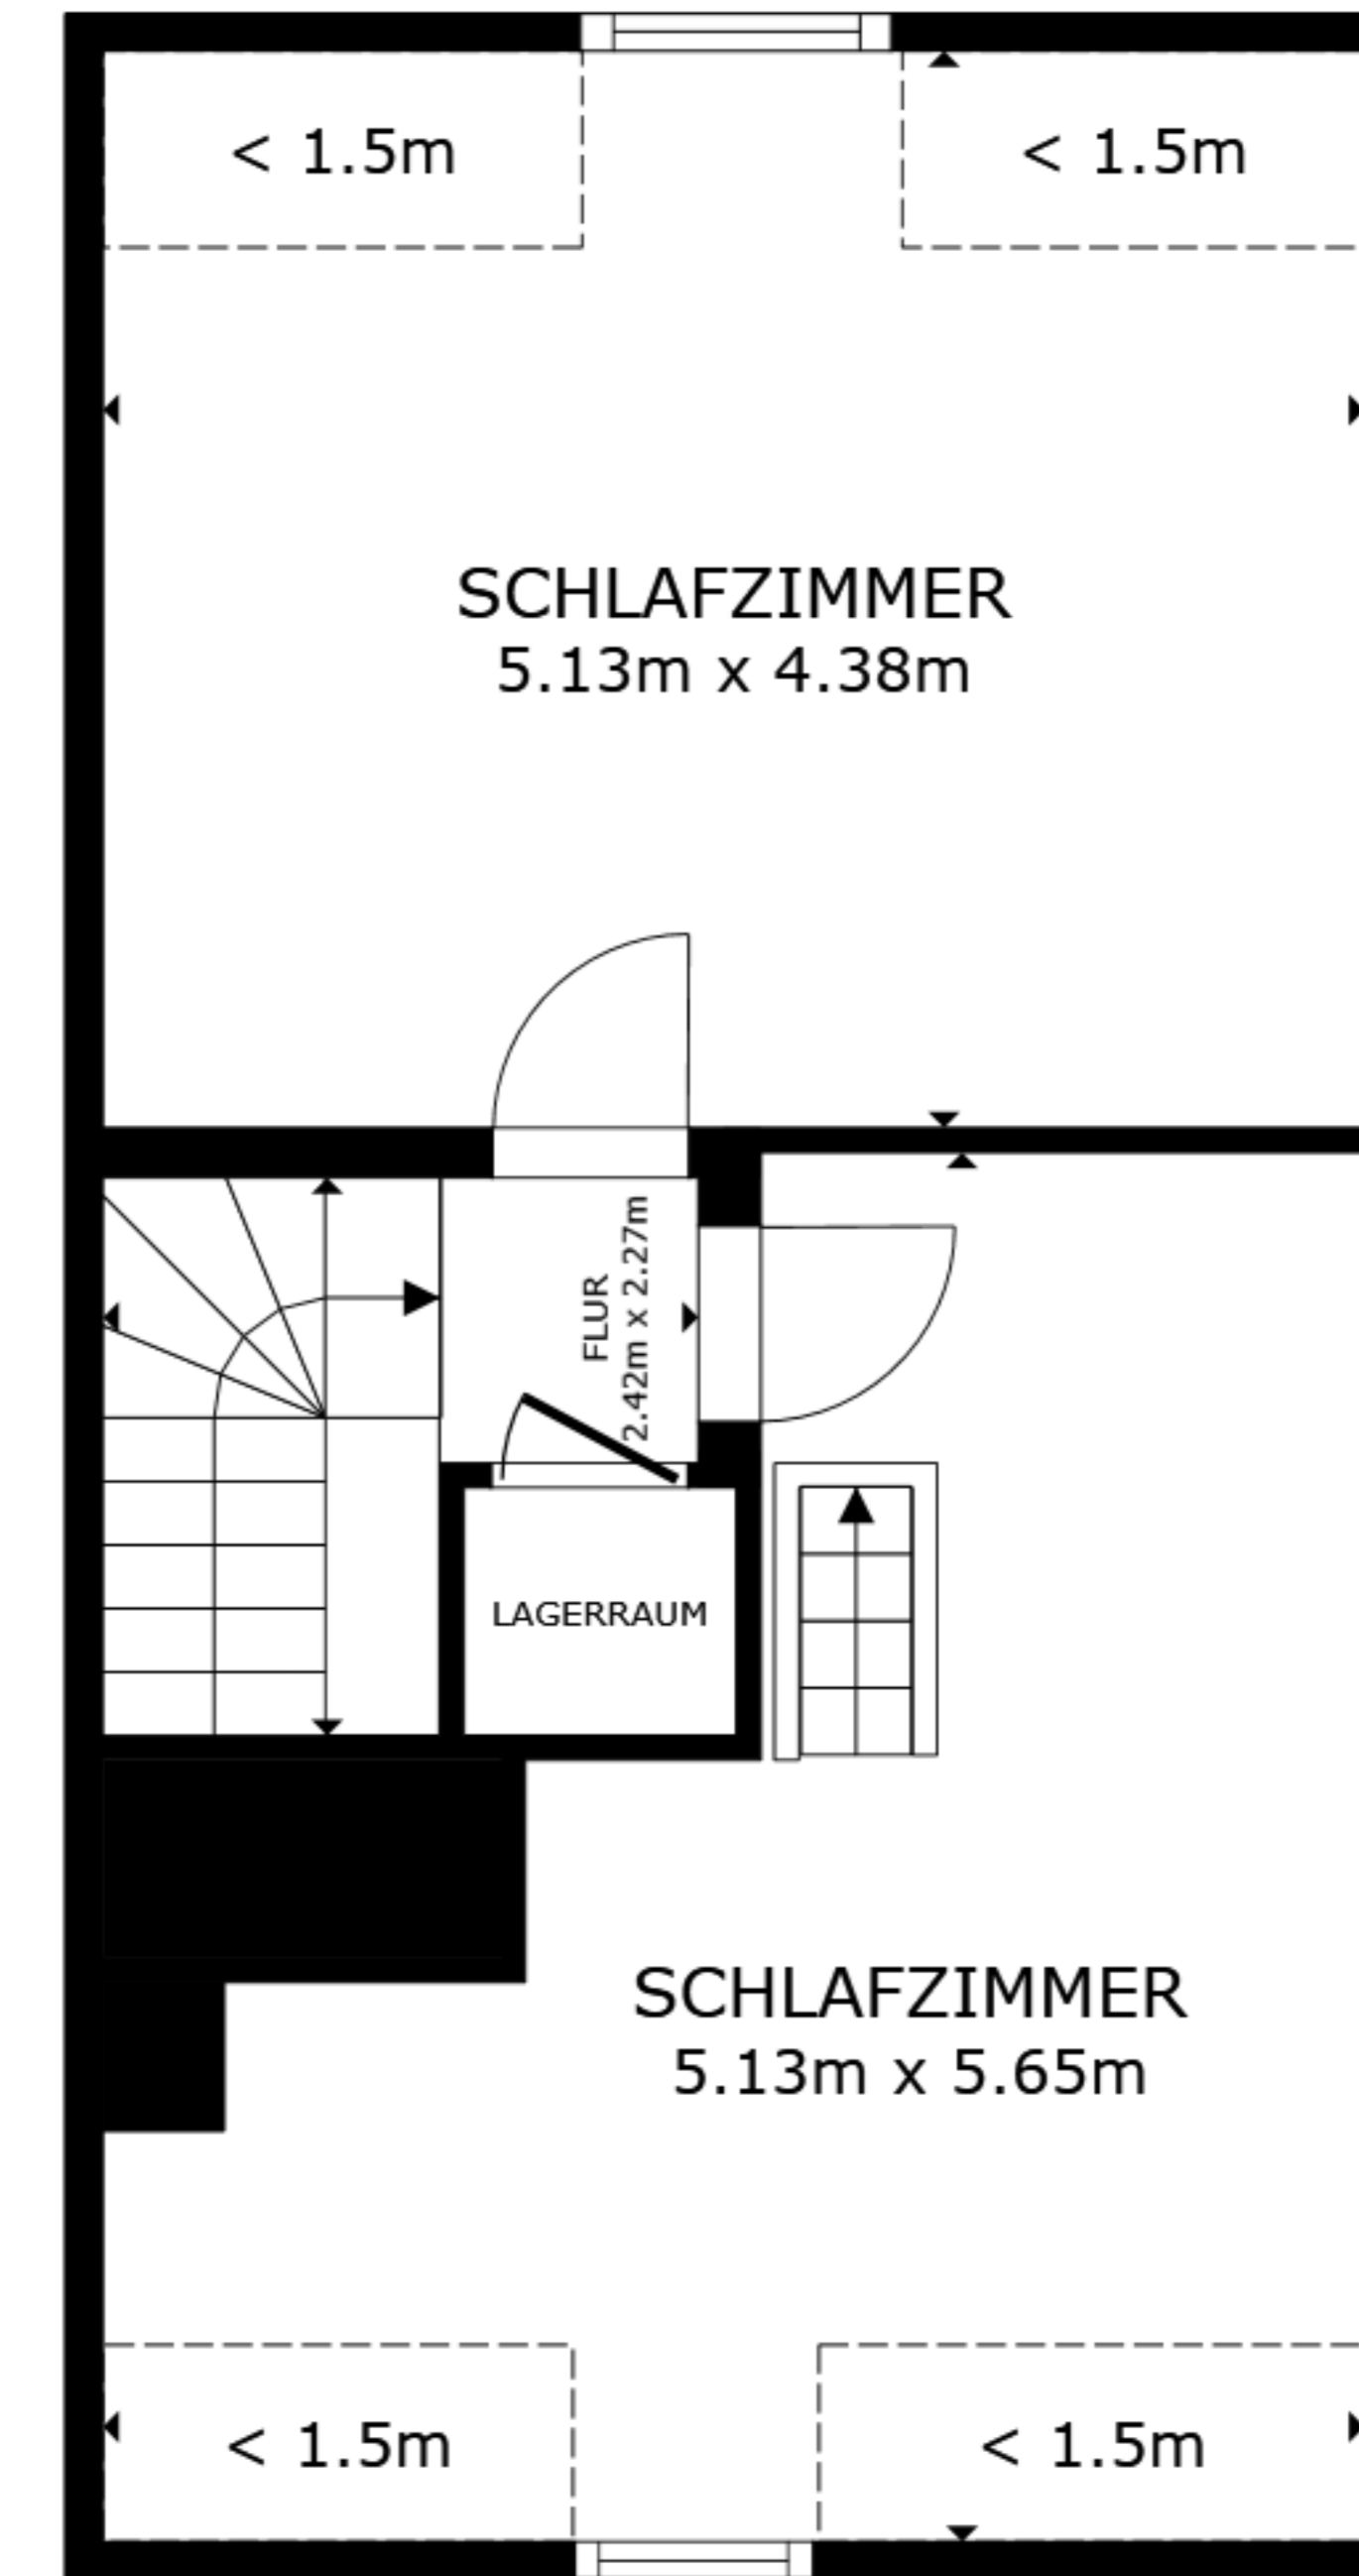 < 1.5m
< 1.5m
SCHLAFZIMMER
5.13m x 4.38m
FLUR
2.42m x 2.27m
LAGERRAUM
SCHLAFZIMMER
5.13m x 5.65m
< 1.5m
< 1.5m